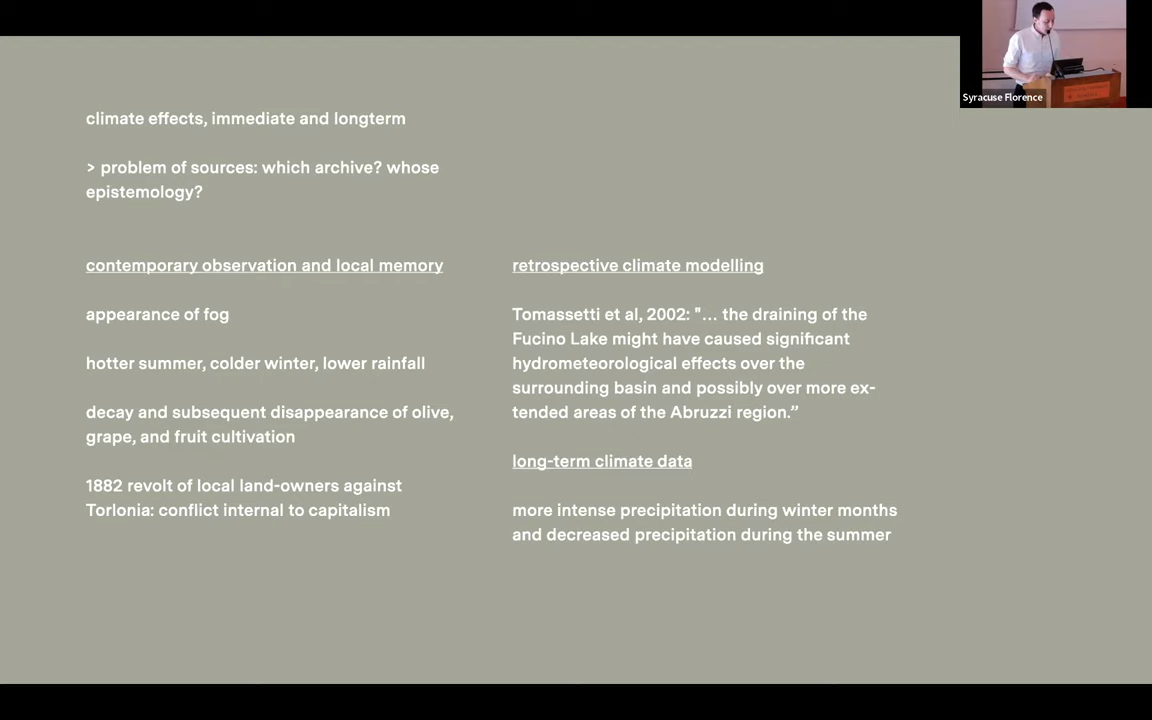 Syracuse Florence
climate effects, immediate and longterm
> problem of sources: which archive? whose
epistemology?
contemporary observation and local memory
appearance of fog
hotter summer, colder winter, lower rainfall
decay and subsequent disappearance of olive,
grape, and fruit cultivation
1882 revolt of local land-owners against
Torlonia: conflict internal to capitalism
retrospective climate modelling
Tomassetti et al, 2002: "... the draining of the
Fucino Lake might have caused significant
hydrometeorological effects over the
surrounding basin and possibly over more ex-
tended areas of the Abruzzi region.”
long-term climate data
more intense precipitation during winter months
and decreased precipitation during the summer